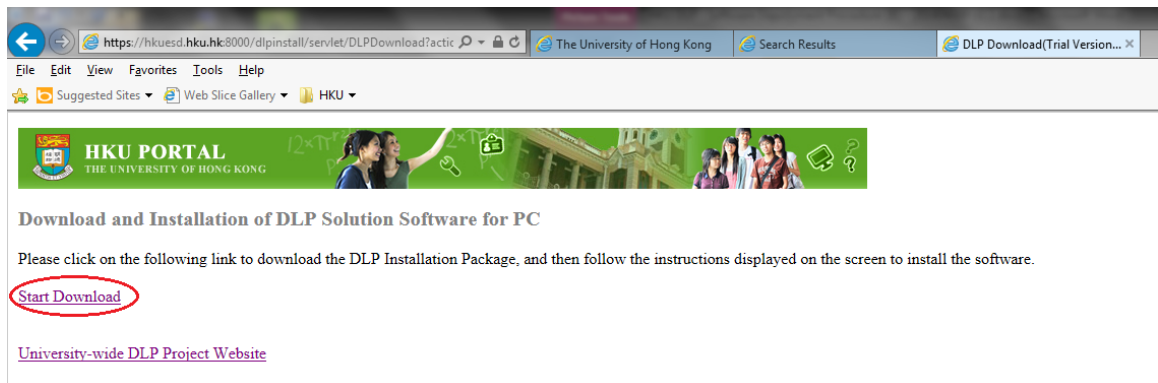 https://hkuesd.hku.hk:8000/dlpinstall/servlet/DLPDownload?actic
The University of Hong Kong
Search Results
DLP Download(Trial Version...
File Edit View Favorites Tools Help
Suggested Sites Web Slice Gallery HKU
HKU PORTAL
THE UNIVERSITY OF HONG KONG
Download and Installation of DLP Solution Software for PC
Please click on the following link to download the DLP Installation Package, and then follow the instructions displayed on the screen to install the software.
Start Download
University-wide DLP Project Website